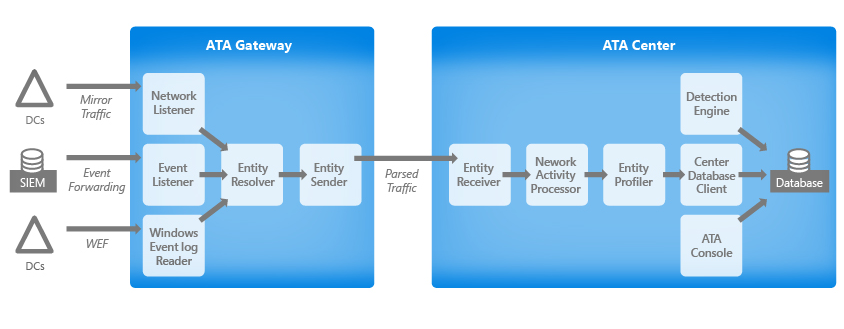 ATA Gateway
ATA Center
DCs
Mirror
Traffic
Network
Listener
SIEM
Event
Forwarding
Event
Listener
Entity
Resolver
Entity
Sender
DCs
WEF
Windows
Event log
Reader
Parsed
Traffic
Entity
Receiver
Nework
Activity
Processor
Entity
Profiler
Detection
Engine
Center
Database
Client
ATA
Console
Database